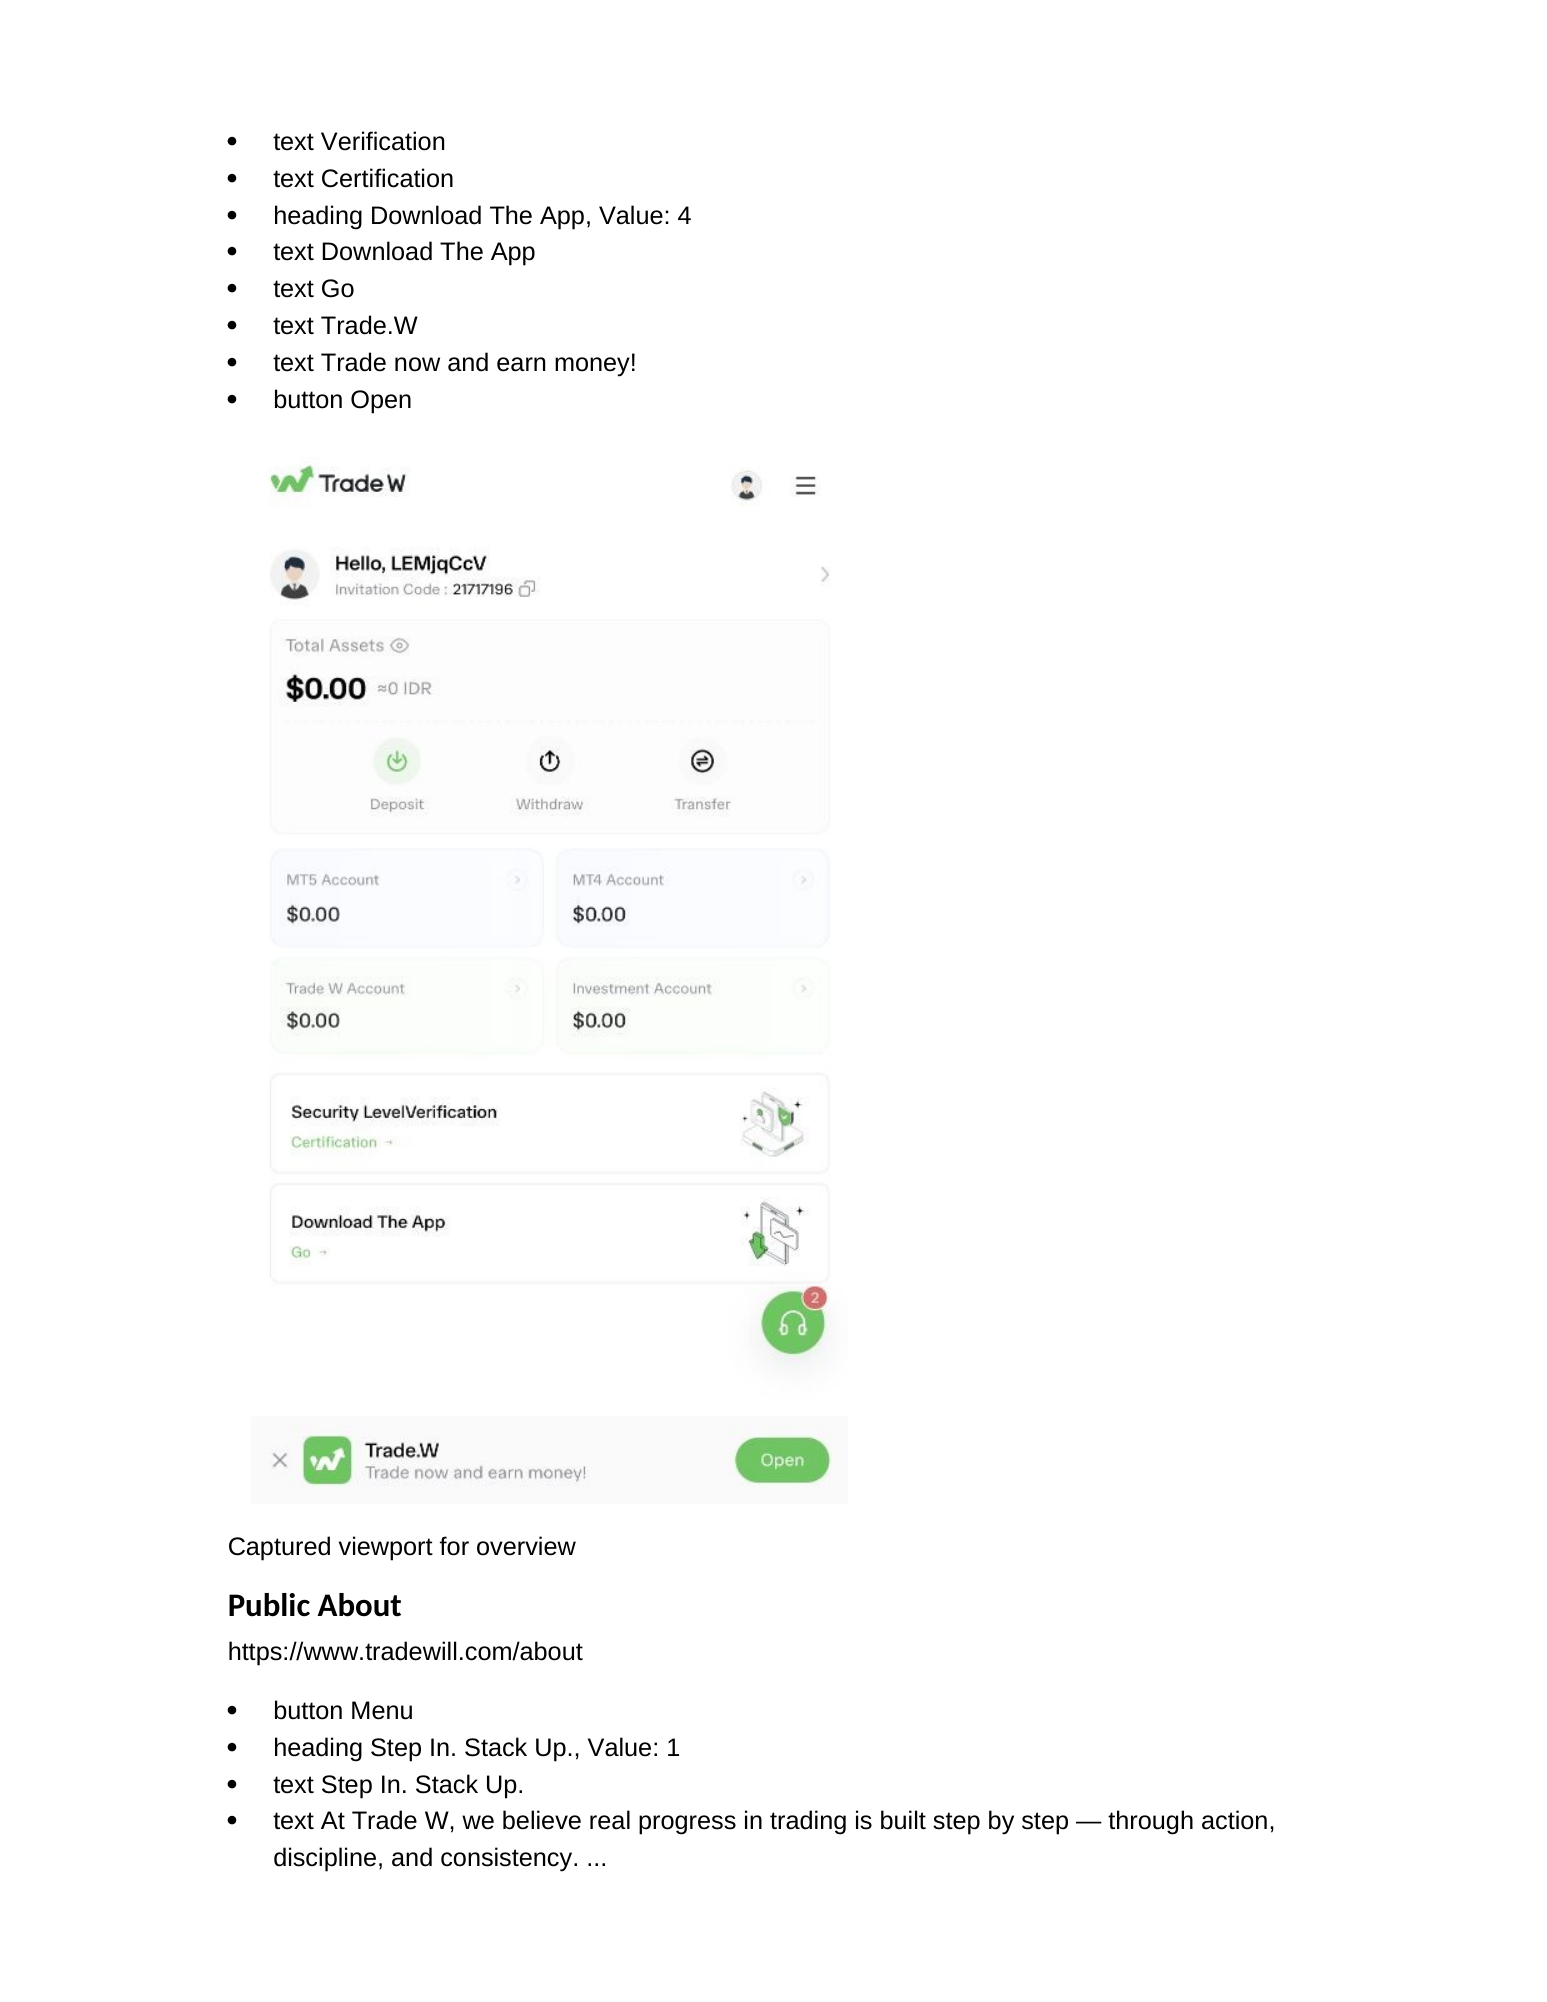 text Verification
text Certification
heading Download The App, Value: 4
text Download The App
text Go
text Trade.W
text Trade now and earn money!
button Open
Trade W
Hello, LEMjqCcV
Invitation Code : 21717196
Total Assets
$0.00 ≈0 IDR
Deposit Withdraw Transfer
MT5 Account MT4 Account
$0.00 $0.00
Trade W Account Investment Account
$0.00 $0.00
Security LevelVerification
Certification →
Download The App
Go →
2
Trade.W
Trade now and earn money!
Open
Captured viewport for overview
Public About
https://www.tradewill.com/about
button Menu
heading Step In. Stack Up., Value: 1
text Step In. Stack Up.
text At Trade W, we believe real progress in trading is built step by step — through action,
discipline, and consistency. ...